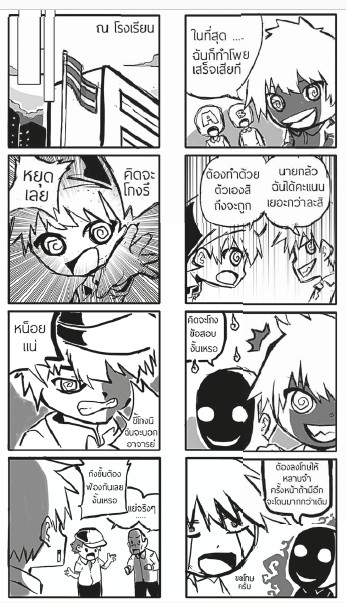 ณ โรงเรียน
ในที่สุด ....
ฉันก็ทำโพย
เสร็จเสียที
A
S
หยุด
เลย
คิดจะ
โกงรึ
ต้องทำด้วย
ตัวเองสิ
ถึงจะถูก
นายกลัว
ฉันได้คะแนน
เยอะกว่าละสิ
หน็อย
แน่
ขี้โกงนิ
ฉันจะบอก
อาจารย์
คิดจะโกง
ข้อสอบ
งั้นเหรอ
ถึงขั้นต้อง
ฟ้องกันเลย
งั้นเหรอ
แย่จริงๆ
.....
ต้องลงโทษให้
หลาบจำ
ครั้งหน้าถ้ามีอีก
จะโดนมากกว่าเดิม
ขอโทษ
ครับ